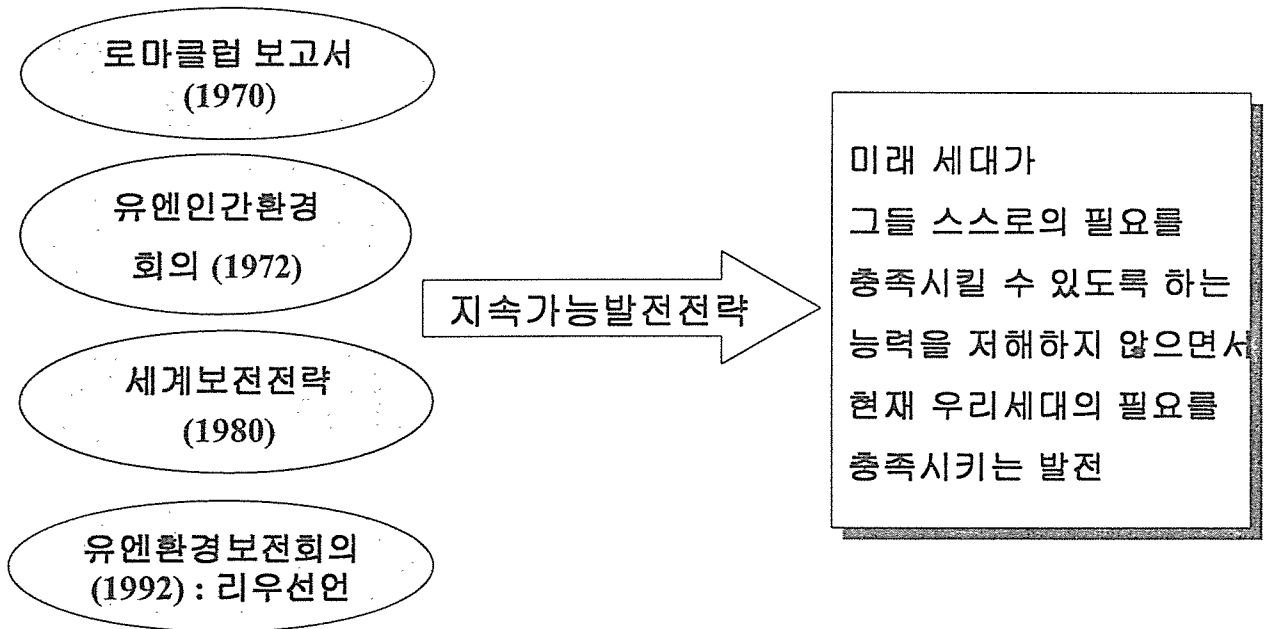 로마클럽 보고서
(1970)
유엔인간환경
회의 (1972)
세계보전전략
(1980)
유엔환경보전회의
(1992) : 리우선언
지속가능발전전략
미래 세대가
그들 스스로의 필요를
충족시킬 수 있도록 하는
능력을 저해하지 않으면서
현재 우리세대의 필요를
충족시키는 발전